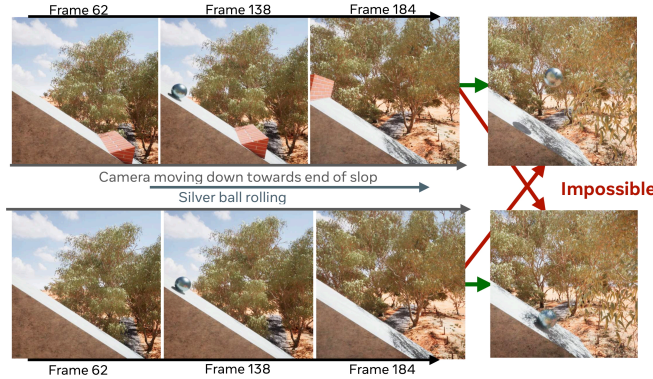 Frame 62 Frame 138 Frame 184
Camera moving down towards end of slop
Silver ball rolling
Impossible
Frame 62 Frame 138 Frame 184